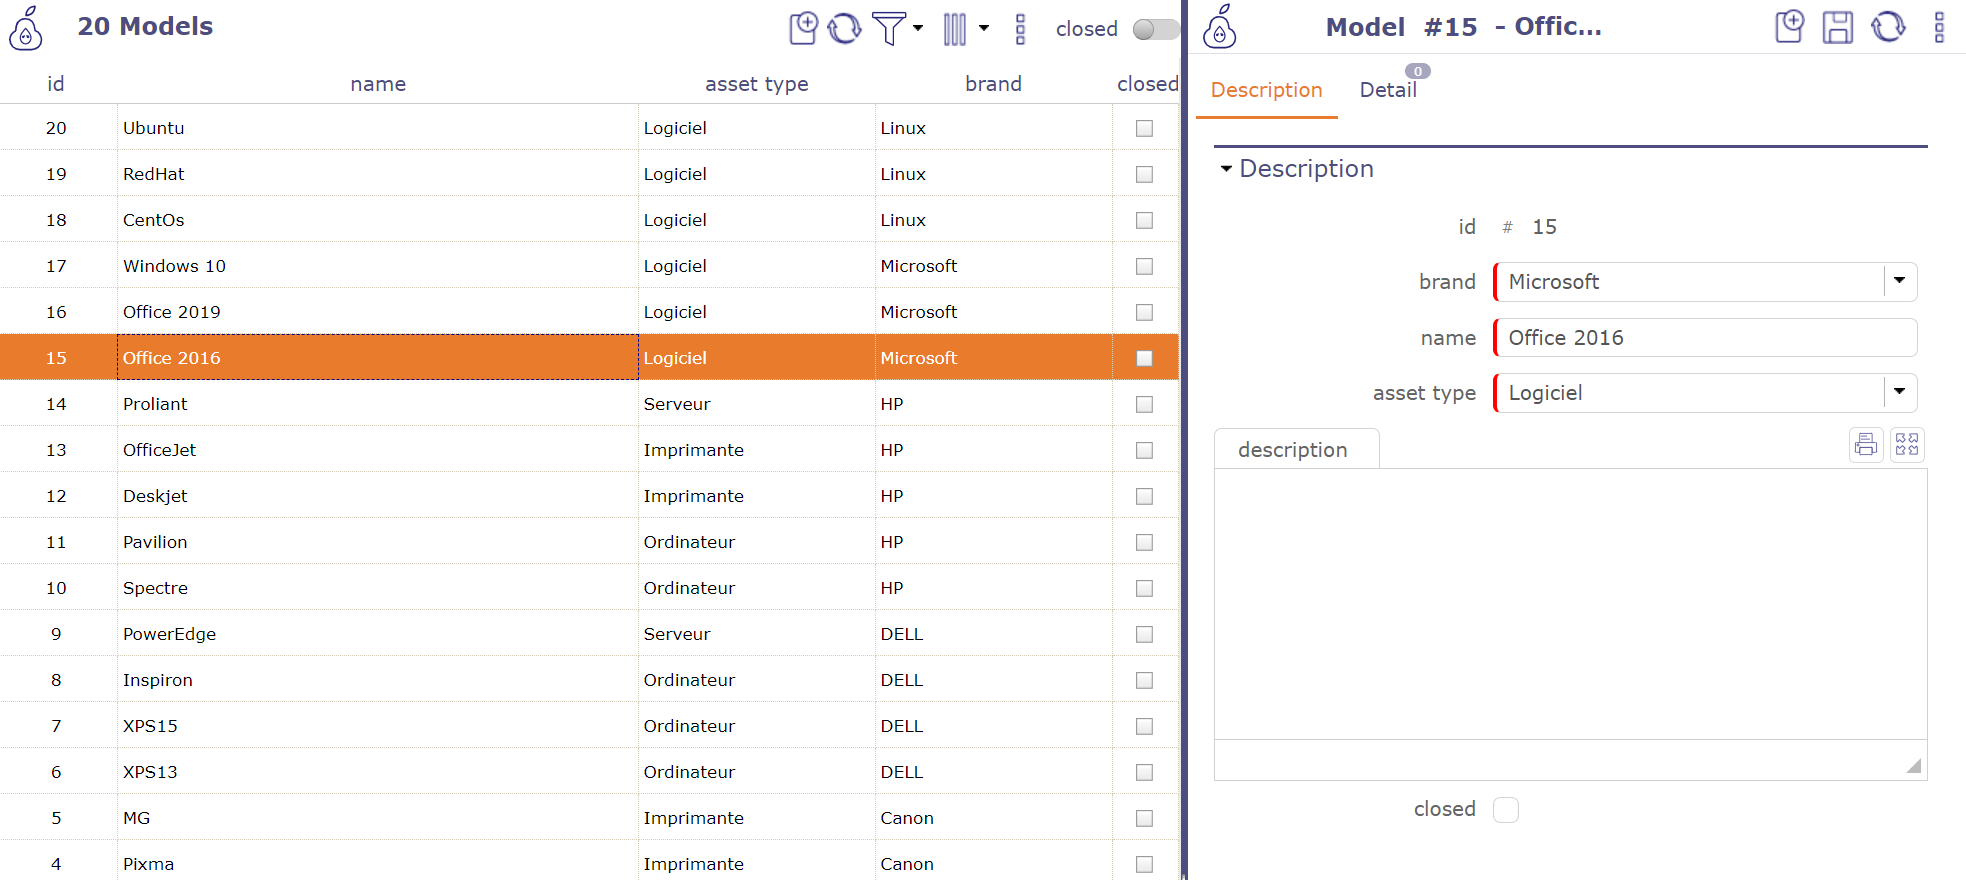 20 Models
closed
id name asset type brand closed
20 Ubuntu Logiciel Linux
19 RedHat Logiciel Linux
18 CentOs Logiciel Linux
17 Windows 10 Logiciel Microsoft
16 Office 2019 Logiciel Microsoft
15 Office 2016 Logiciel Microsoft
14 Proliant Serveur HP
13 OfficeJet Imprimante HP
12 Deskjet Imprimante HP
11 Pavilion Ordinateur HP
10 Spectre Ordinateur HP
9 PowerEdge Serveur DELL
8 Inspiron Ordinateur DELL
7 XPS15 Ordinateur DELL
6 XPS13 Ordinateur DELL
5 MG Imprimante Canon
4 Pixma Imprimante Canon
Model #15 - Offic...
Description Detail 0
Description
id # 15
brand Microsoft
name Office 2016
asset type Logiciel
description
closed